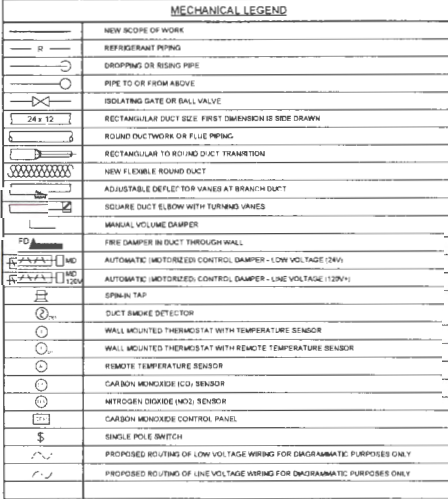 MECHANICAL LEGEND
NEW SCOPE OF WORK
R REFRIGERANT PIPING
DROPPING OR RISING PIPE
PIPE TO OR FROM ABOVE
ISOLATING GATE OR BALL VALVE
24 x 12 RECTANGULAR DUCT SIZE. FIRST DIMENSION IS SIDE DRAWN
ROUND DUCTWORK OR FLUE PIPING
RECTANGULAR TO ROUND DUCT TRANSITION
NEW FLEXIBLE ROUND DUCT
ADJUSTABLE DEFLECTOR VANES AT BRANCH DUCT
SQUARE DUCT ELBOW WITH TURNING VANES
MANUAL VOLUME DAMPER
FD FIRE DAMPER IN DUCT THROUGH WALL
MD AUTOMATIC (MOTORIZED) CONTROL DAMPER - LOW VOLTAGE (24V)
MD 120V AUTOMATIC (MOTORIZED) CONTROL DAMPER - LINE VOLTAGE (120V+)
SPIN-IN TAP
DUCT SMOKE DETECTOR
WALL MOUNTED THERMOSTAT WITH TEMPERATURE SENSOR
WALL MOUNTED THERMOSTAT WITH REMOTE TEMPERATURE SENSOR
REMOTE TEMPERATURE SENSOR
CARBON MONOXIDE (CO) SENSOR
NITROGEN DIOXIDE (NO2) SENSOR
CARBON MONOXIDE CONTROL PANEL
$ SINGLE POLE SWITCH
PROPOSED ROUTING OF LOW VOLTAGE WIRING FOR DIAGRAMMATIC PURPOSES ONLY
PROPOSED ROUTING OF LINE VOLTAGE WIRING FOR DIAGRAMMATIC PURPOSES ONLY